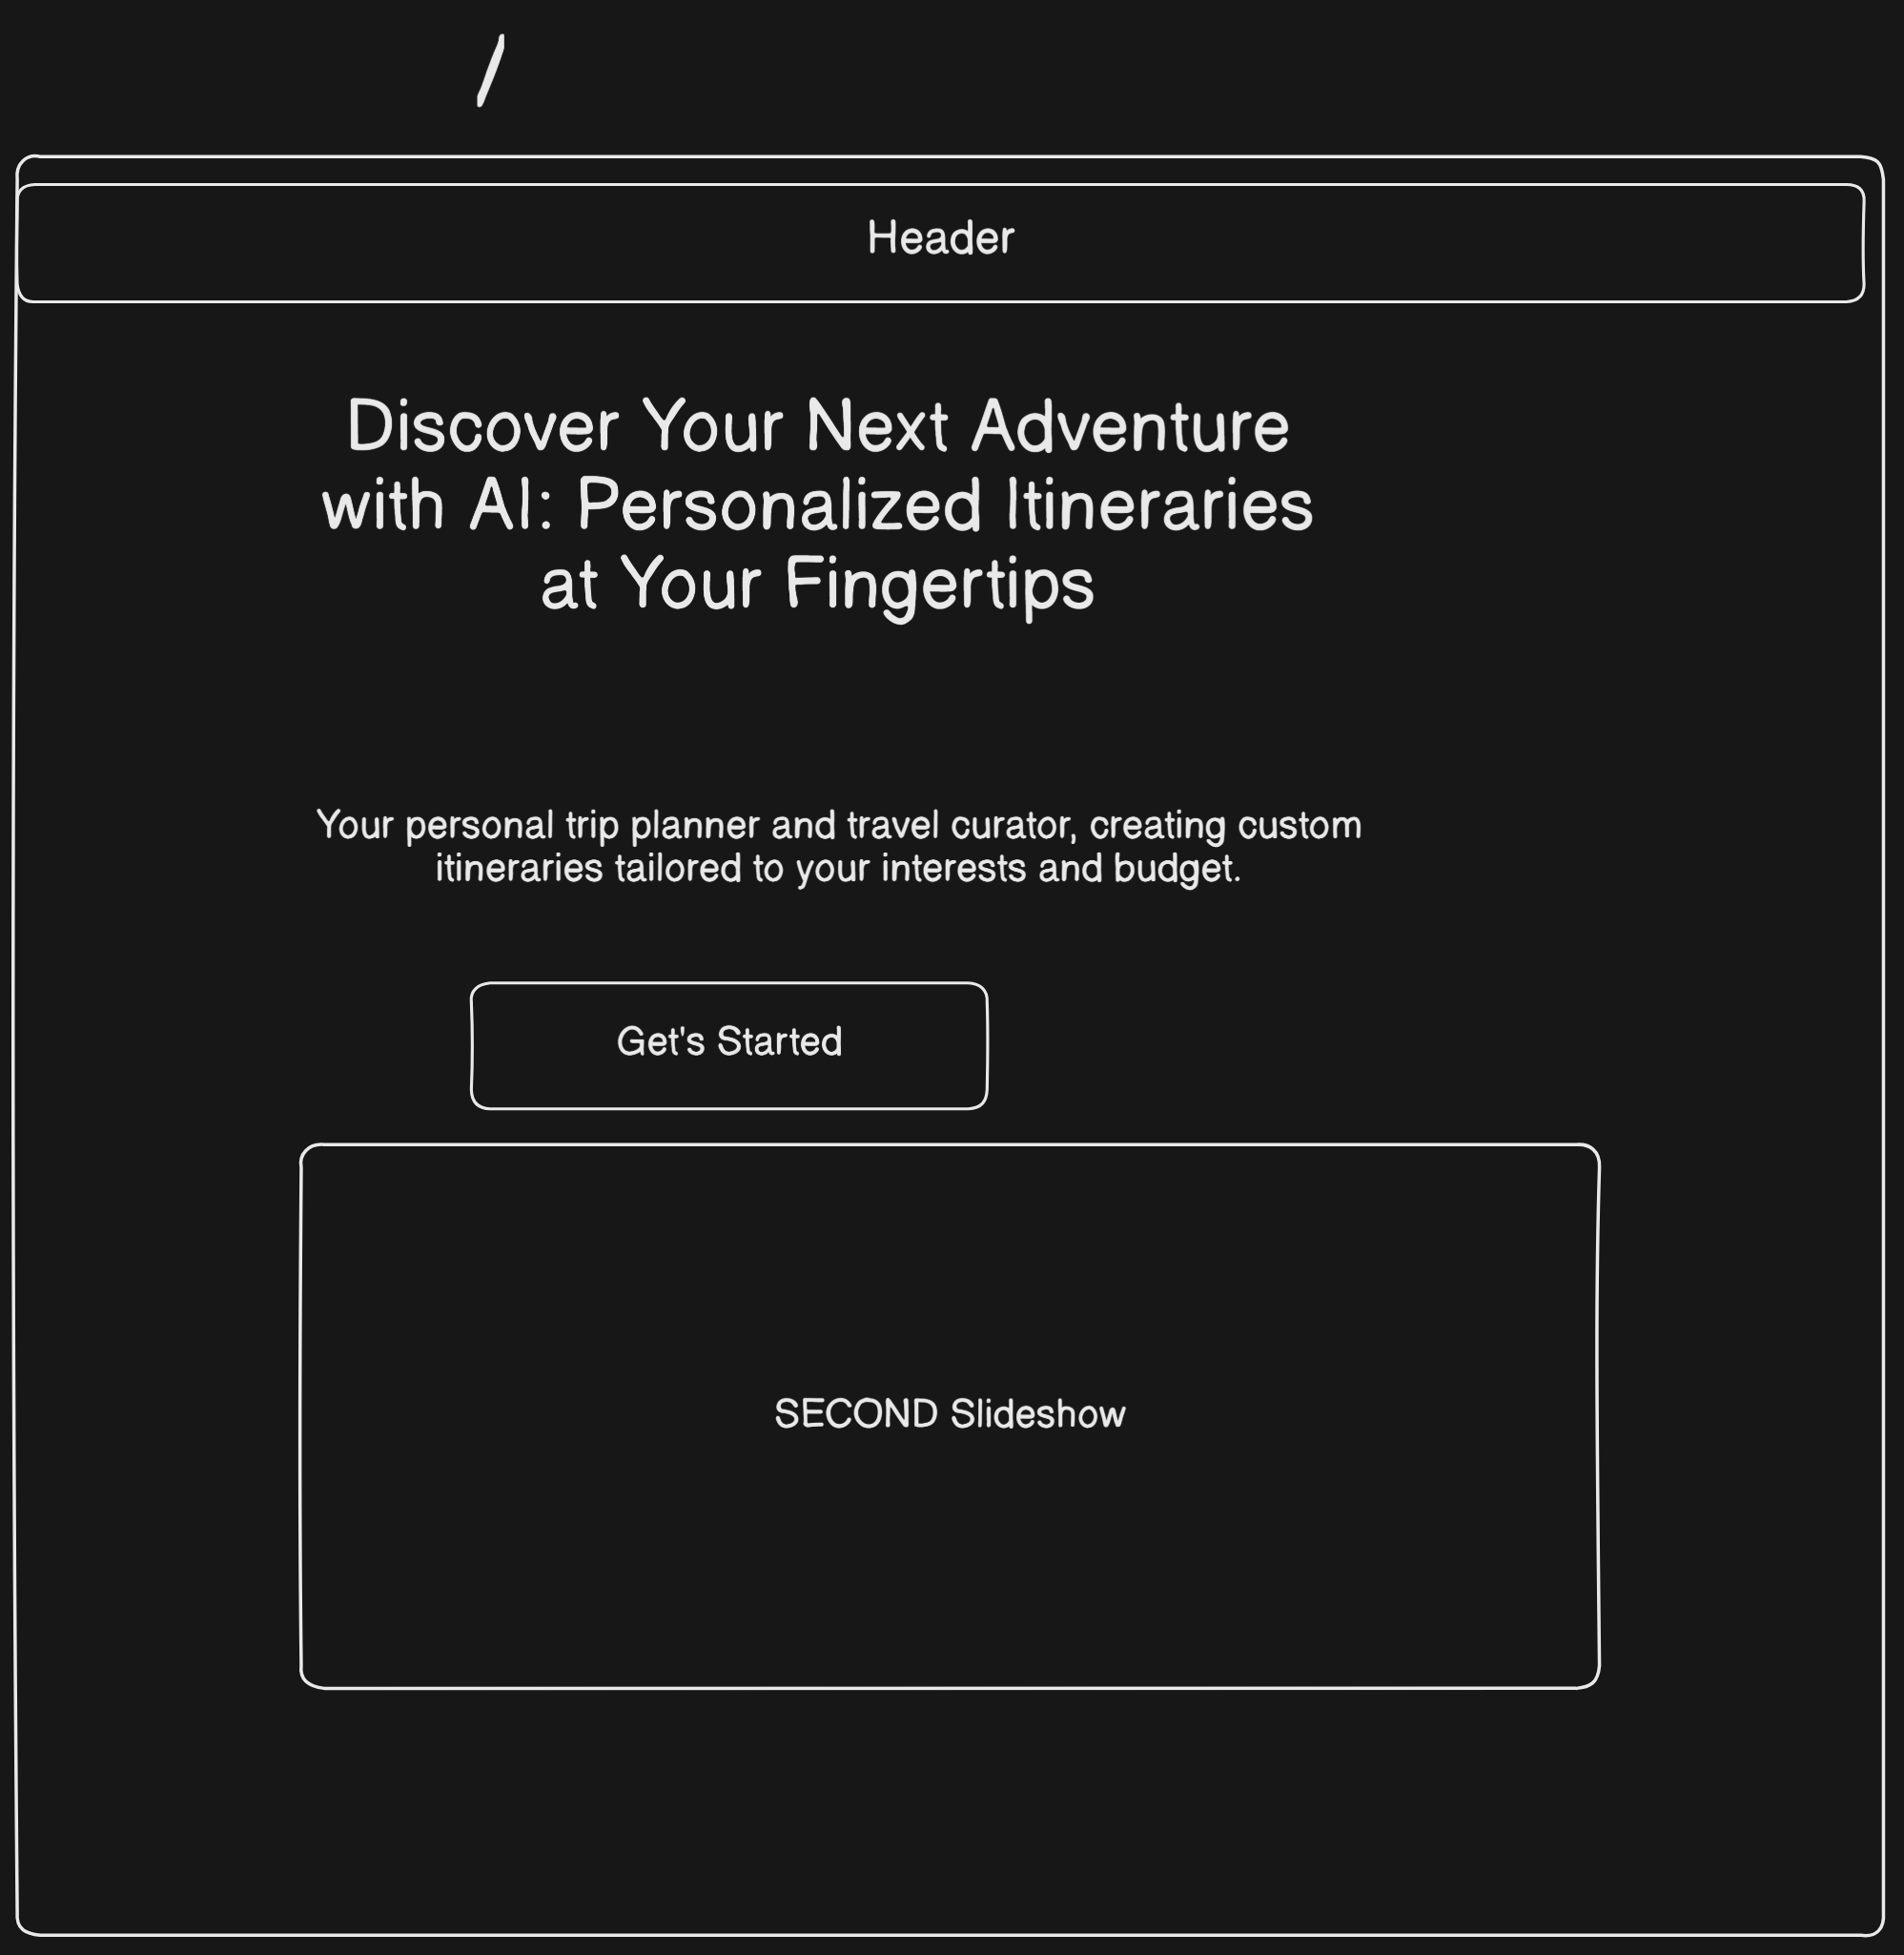 /
Header
Discover Your Next Adventure
with AI: Personalized Itineraries
at Your Fingertips
Your personal trip planner and travel curator, creating custom
itineraries tailored to your interests and budget.
Get's Started
SECOND Slideshow